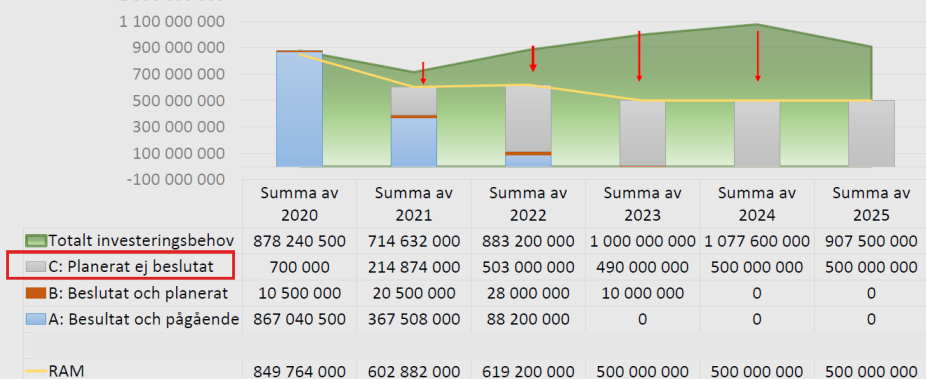 1 100 000 000
900 000 000
700 000 000
500 000 000
300 000 000
100 000 000
-100 000 000
Summa av 2020
Summa av 2021
Summa av 2022
Summa av 2023
Summa av 2024
Summa av 2025
Totalt investeringsbehov 878 240 500 714 632 000 883 200 000 1 000 000 000 1 077 600 000 907 500 000
C: Planerat ej beslutat 700 000 214 874 000 503 000 000 490 000 000 500 000 000 500 000 000
B: Beslutat och planerat 10 500 000 20 500 000 28 000 000 10 000 000 0 0
A: Besultat och pågående 867 040 500 367 508 000 88 200 000 0 0 0
RAM 849 764 000 602 882 000 619 200 000 500 000 000 500 000 000 500 000 000